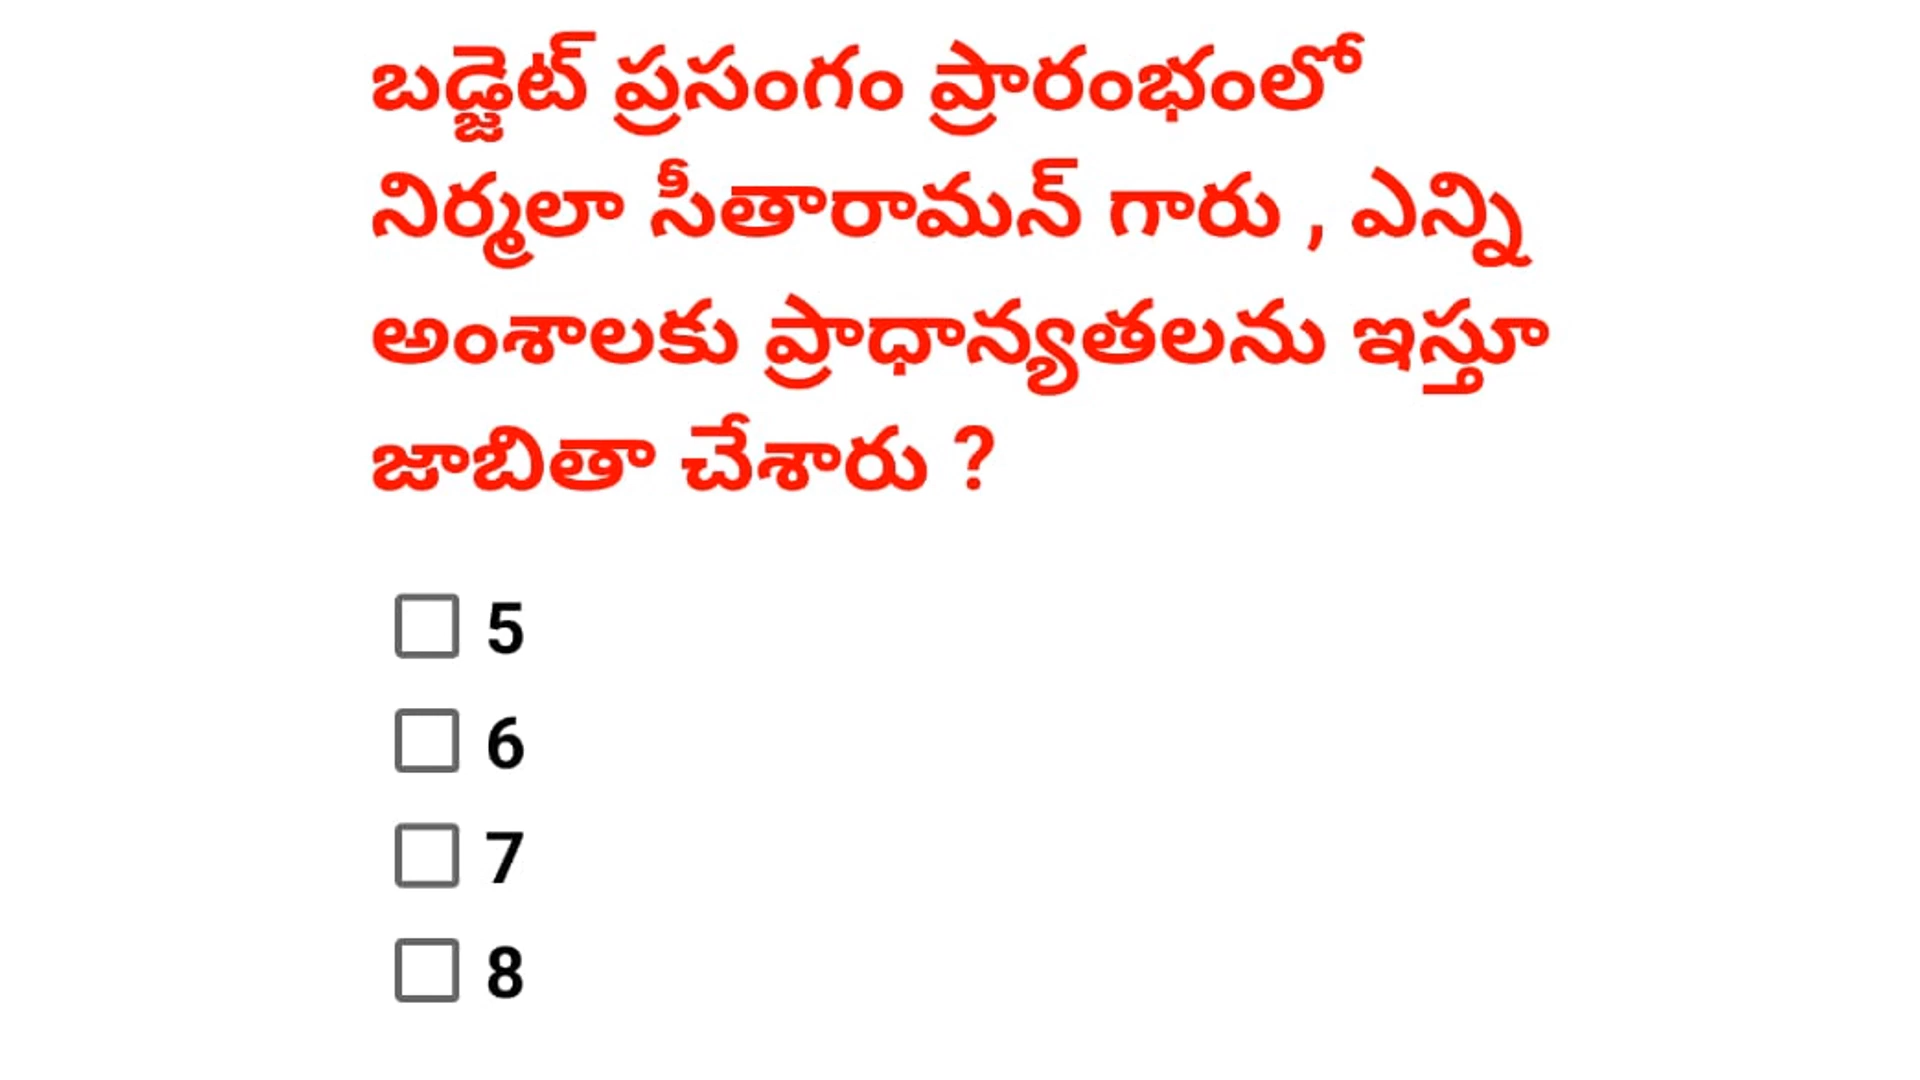 బడ్జెట్ ప్రసంగం ప్రారంభంలో
నిర్మలా సీతారామన్ గారు , ఎన్ని
అంశాలకు ప్రాధాన్యతలను ఇస్తూ
జాబితా చేశారు ?
5
6
7
8